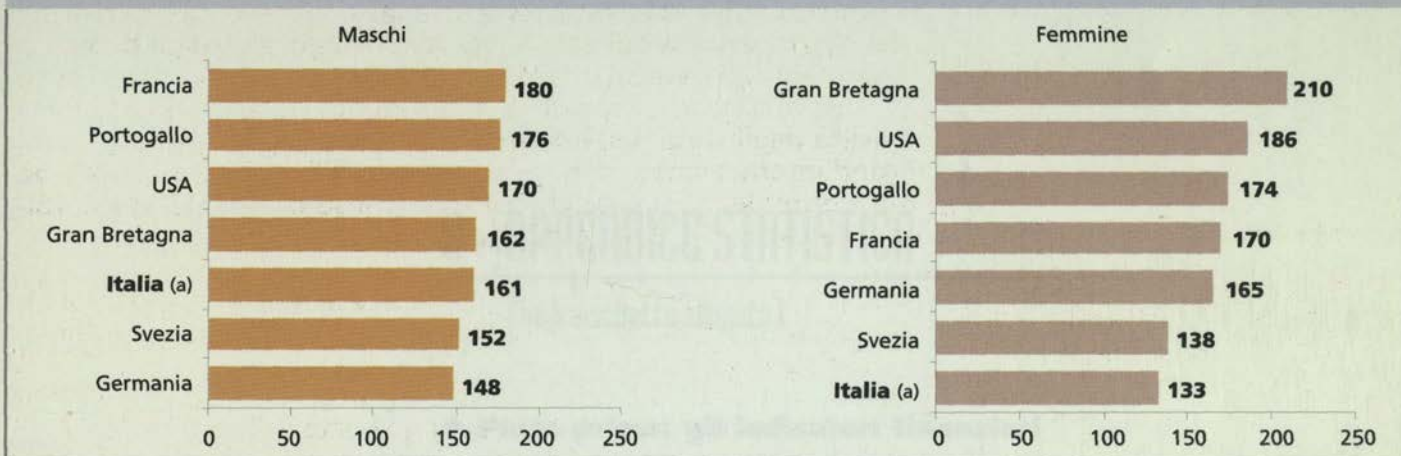 Maschi
Francia 180
Portogallo 176
USA 170
Gran Bretagna 162
Italia (a) 161
Svezia 152
Germania 148
0 50 100 150 200 250
Femmine
Gran Bretagna 210
USA 186
Portogallo 174
Francia 170
Germania 165
Svezia 138
Italia (a) 133
0 50 100 150 200 250